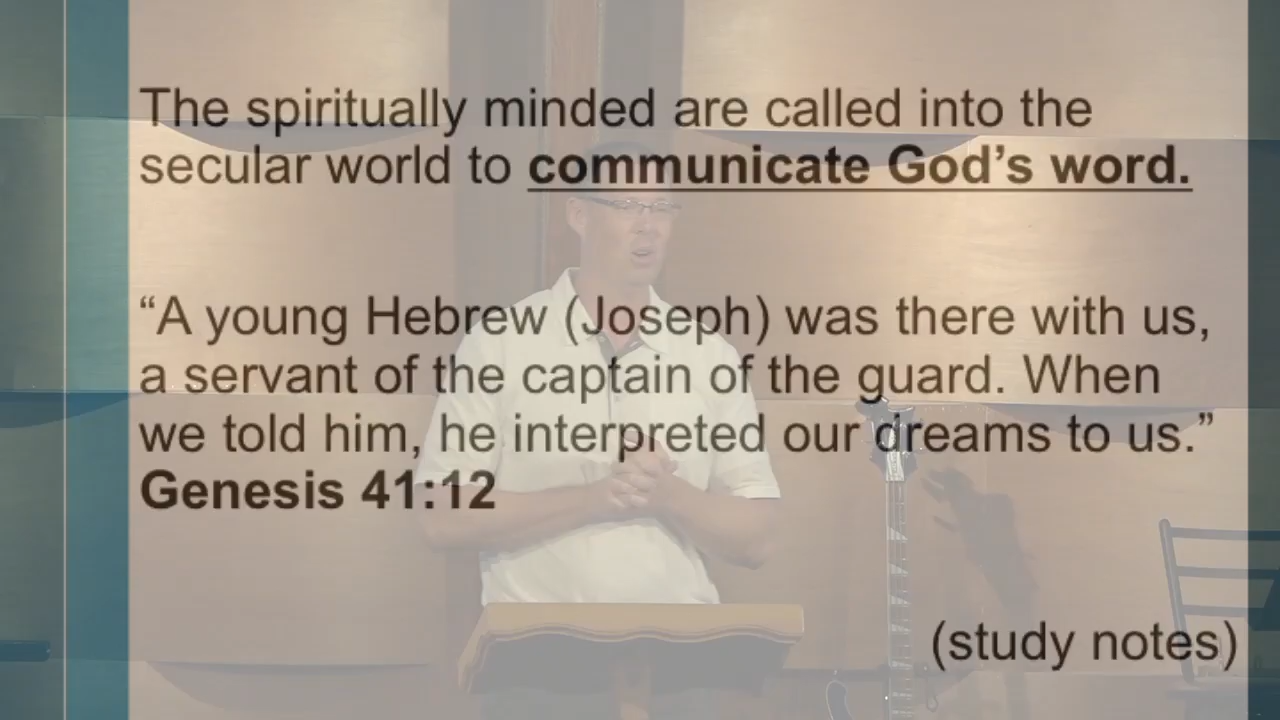 The spiritually minded are called into the
secular world to communicate God’s word.
“A young Hebrew (Joseph) was there with us,
a servant of the captain of the guard. When
we told him, he interpreted our dreams to us.”
Genesis 41:12
(study notes)